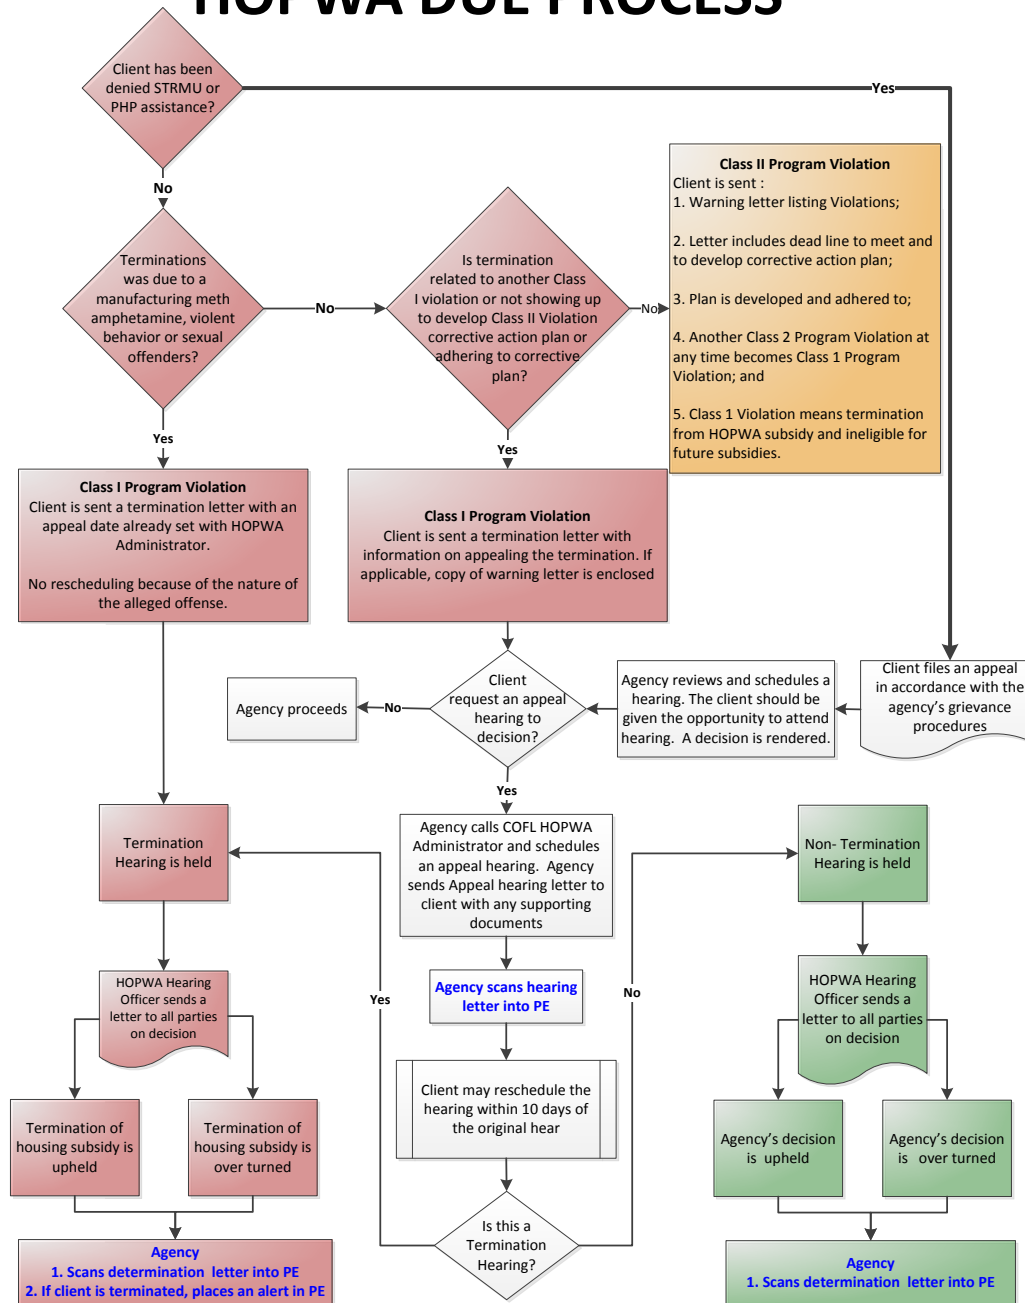 HOPWA DUE PROCESS
Client has been
denied STRMU or
PHP assistance?
Yes
No
Class II Program Violation
Client is sent :
1. Warning letter listing Violations;
2. Letter includes dead line to meet and
to develop corrective action plan;
3. Plan is developed and adhered to;
4. Another Class 2 Program Violation at
any time becomes Class 1 Program
Violation; and
5. Class 1 Violation means termination
from HOPWA subsidy and ineligible for
future subsidies.
Terminations
was due to a
manufacturing meth
amphetamine, violent
behavior or sexual
offenders?
No
Is termination
related to another Class
I violation or not showing up
to develop Class II Violation
corrective action plan or
adhering to corrective
plan?
No
Yes
Yes
Class I Program Violation
Client is sent a termination letter with an
appeal date already set with HOPWA
Administrator.
No rescheduling because of the nature of
the alleged offense.
Class I Program Violation
Client is sent a termination letter with
information on appealing the termination. If
applicable, copy of warning letter is enclosed
Agency proceeds
No
Client
request an appeal
hearing to
decision?
Agency reviews and schedules a
hearing. The client should be
given the opportunity to attend
hearing. A decision is rendered.
Client files an appeal
in accordance with the
agency's grievance
procedures
Yes
Termination
Hearing is held
Agency calls COFL HOPWA
Administrator and schedules
an appeal hearing. Agency
sends Appeal hearing letter to
client with any supporting
documents
Non- Termination
Hearing is held
HOPWA Hearing
Officer sends a
letter to all parties
on decision
Yes
Agency scans hearing
letter into PE
No
HOPWA Hearing
Officer sends a
letter to all parties
on decision
Client may reschedule the
hearing within 10 days of
the original hear
Termination of
housing subsidy is
upheld
Termination of
housing subsidy is
over turned
Agency's decision
is upheld
Agency's decision
is over turned
Is this a
Termination
Hearing?
Agency
1. Scans determination letter into PE
2. If client is terminated, places an alert in PE
Agency
1. Scans determination letter into PE